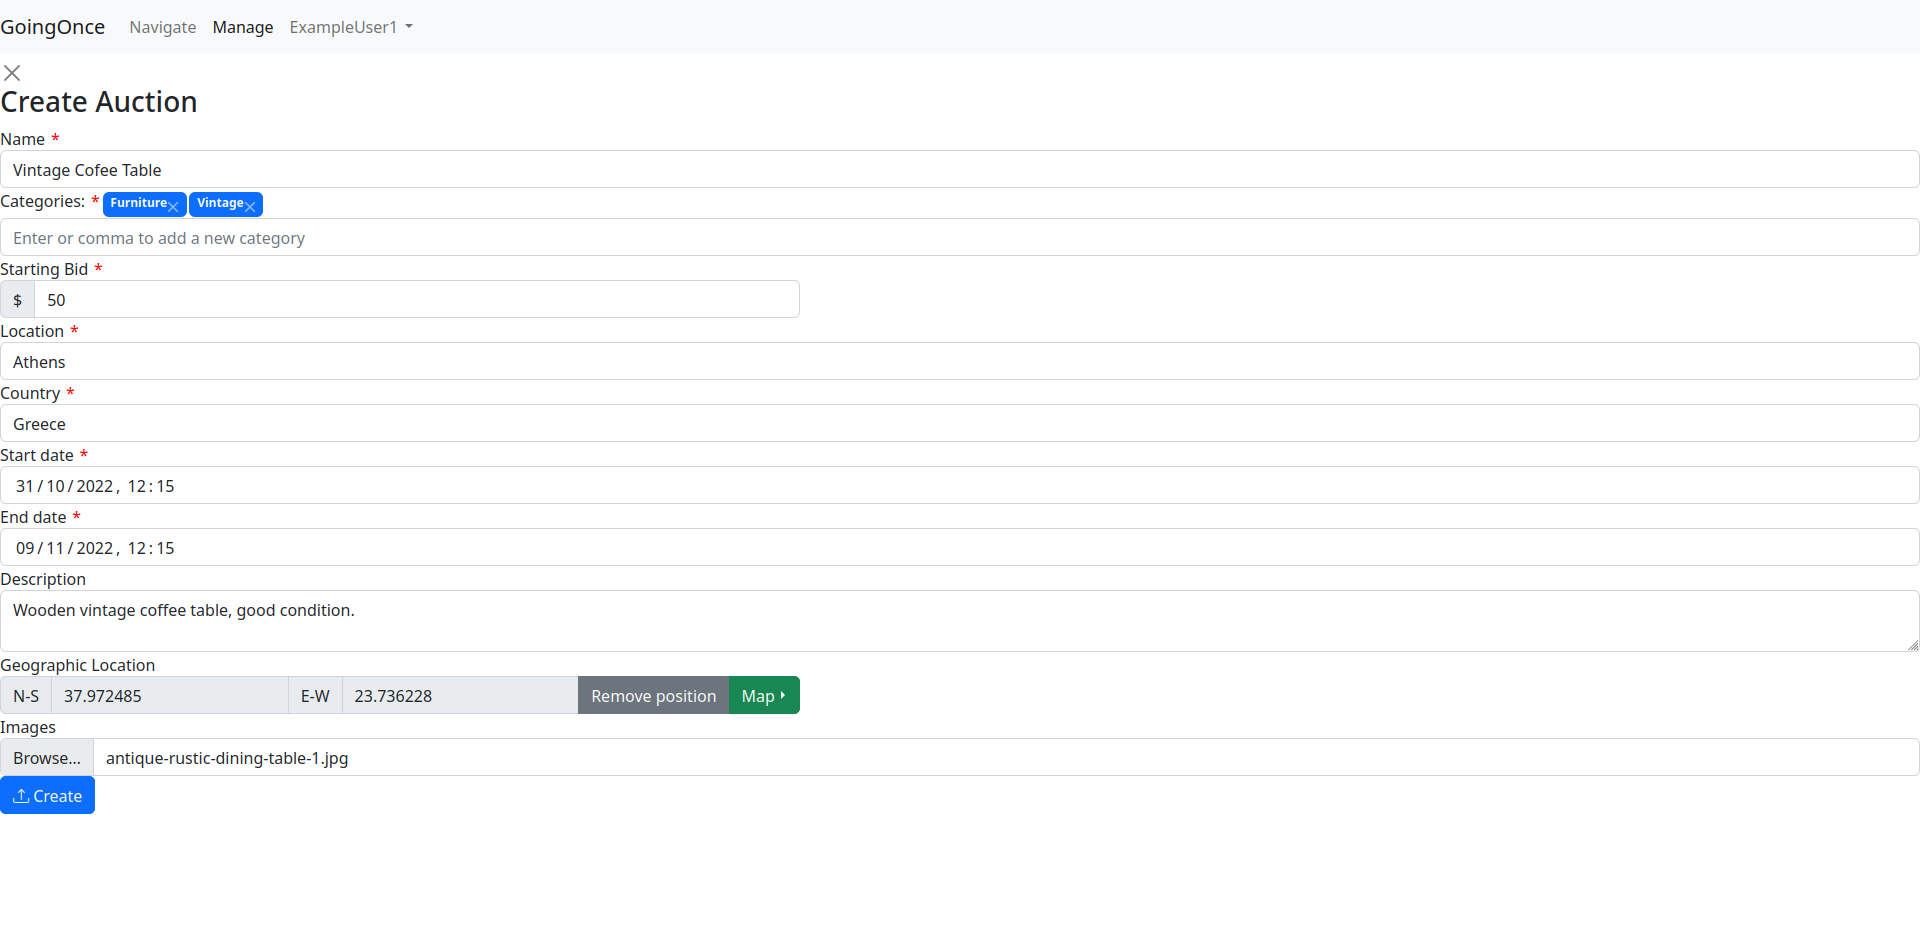 GoingOnce Navigate Manage ExampleUser1
Create Auction
Name *
Vintage Cofee Table
Categories: * Furniture Vintage
Enter or comma to add a new category
Starting Bid *
$ 50
Location *
Athens
Country *
Greece
Start date *
31/10/2022, 12:15
End date *
09/11/2022, 12:15
Description
Wooden vintage coffee table, good condition.
Geographic Location
N-S 37.972485 E-W 23.736228 Remove position Map
Images
Browse... antique-rustic-dining-table-1.jpg
Create